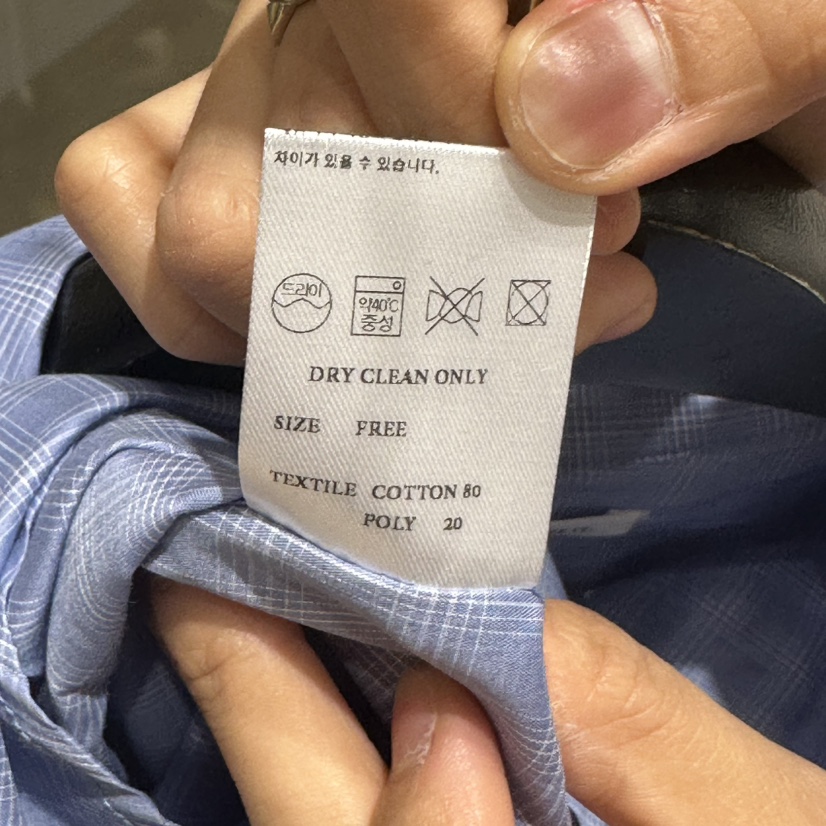 차이가 있을 수 있습니다.
드라이
약40℃
중성
DRY CLEAN ONLY
SIZE FREE
TEXTILE COTTON 80
POLY 20